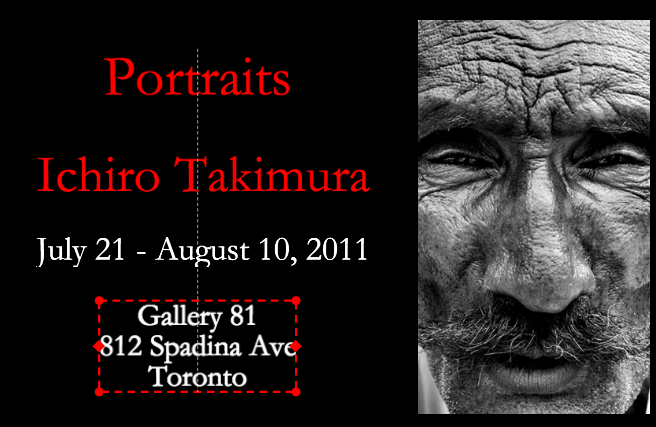 Portraits
Ichiro Takimura
July 21 - August 10, 2011
Gallery 81
812 Spadina Ave
Toronto